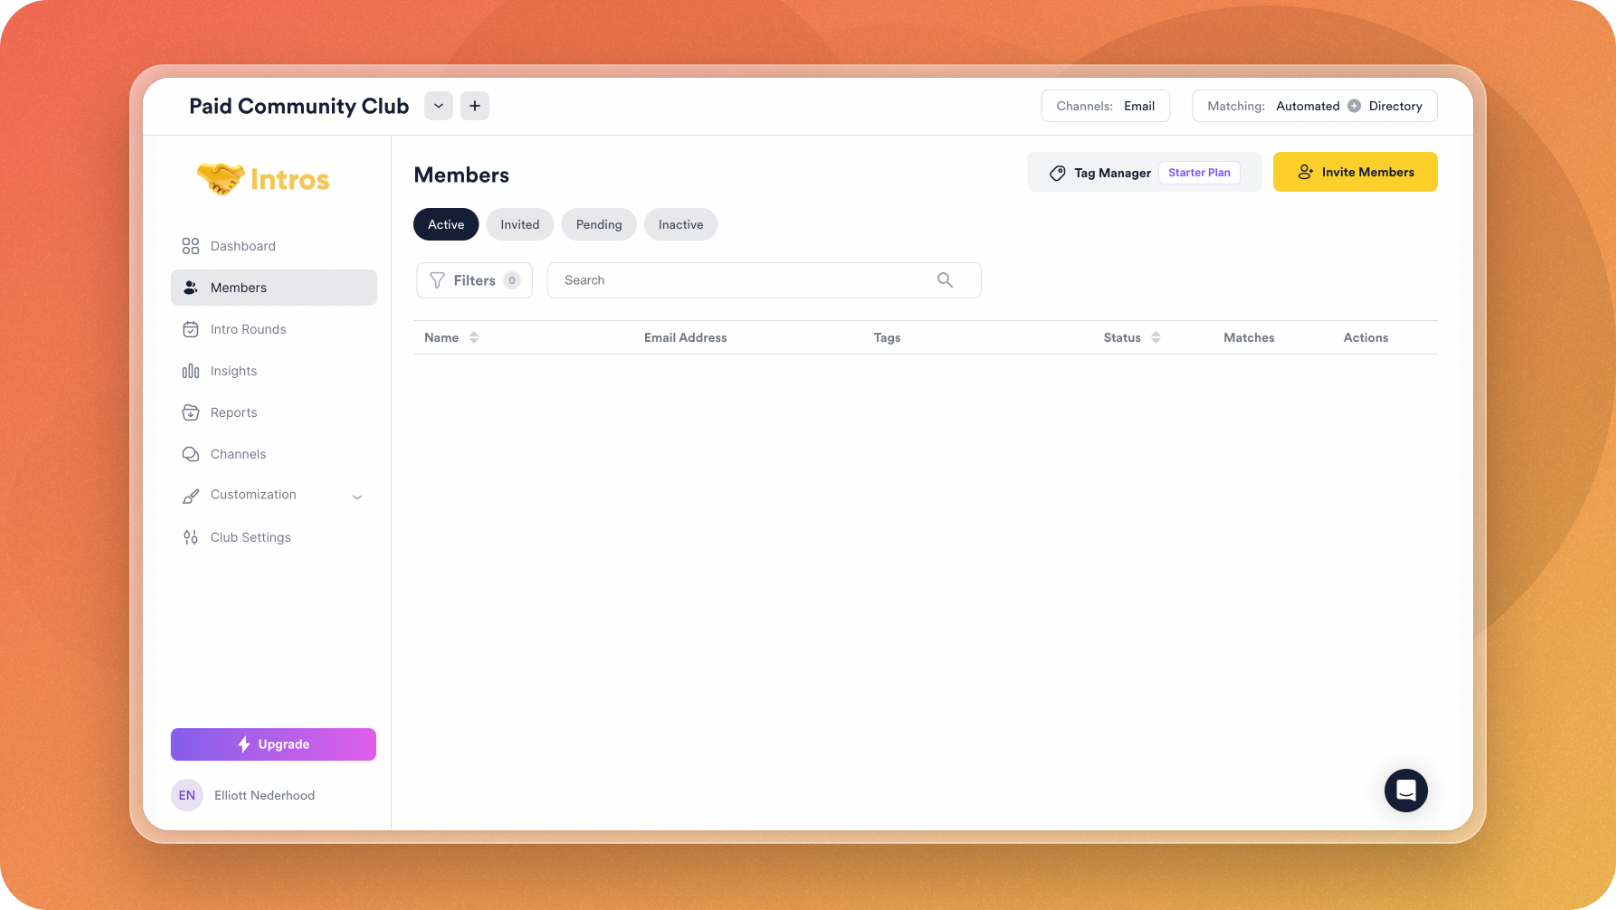 Paid Community Club
Channels: Email
Matching: Automated Directory
Intros
Dashboard
Members
Intro Rounds
Insights
Reports
Channels
Customization
Club Settings
Upgrade
EN
Elliott Nederhood
Members
Tag Manager Starter Plan
Invite Members
Active Invited Pending Inactive
Filters 0
Search
Name Email Address Tags Status Matches Actions